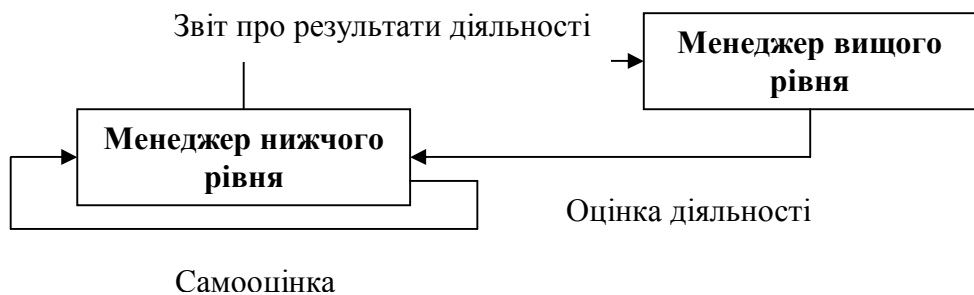 Звіт про результати діяльності
Менеджер вищого
рівня
Менеджер нижчого
рівня
Оцінка діяльності
Самооцінка